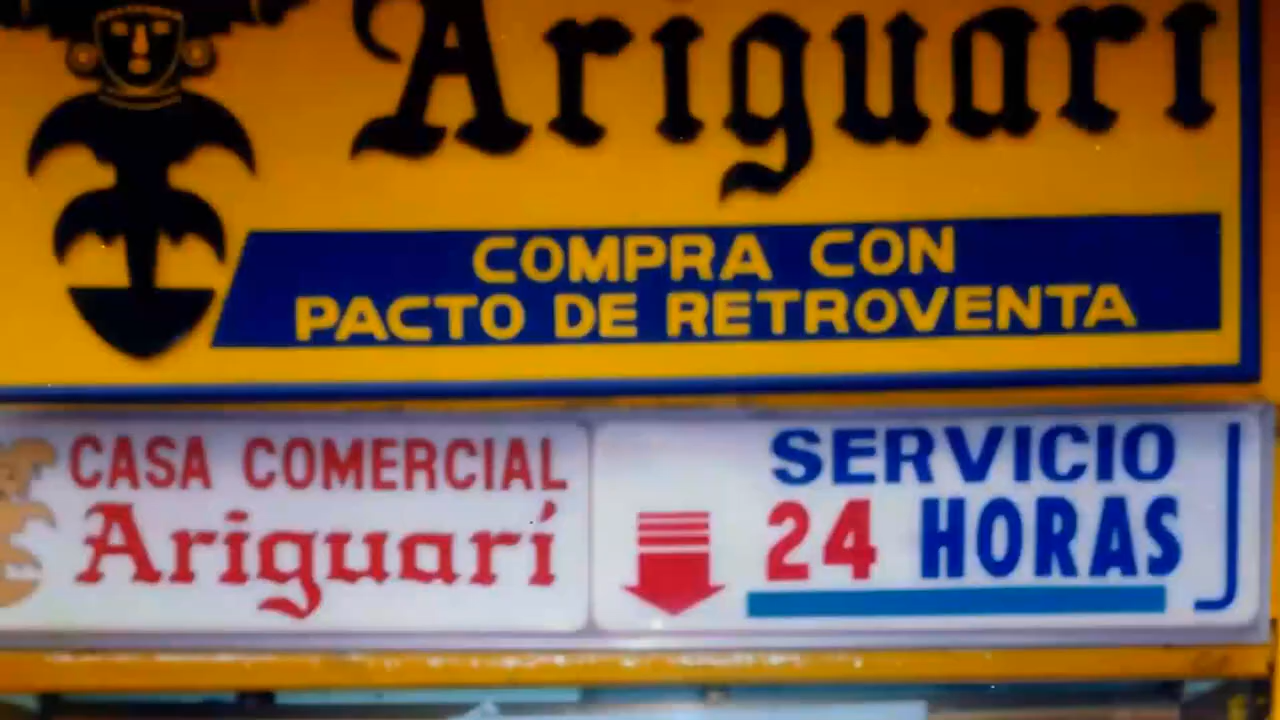 Ariguarí
COMPRA CON
PACTO DE RETROVENTA
CASA COMERCIAL
Ariguarí
SERVICIO
24 HORAS